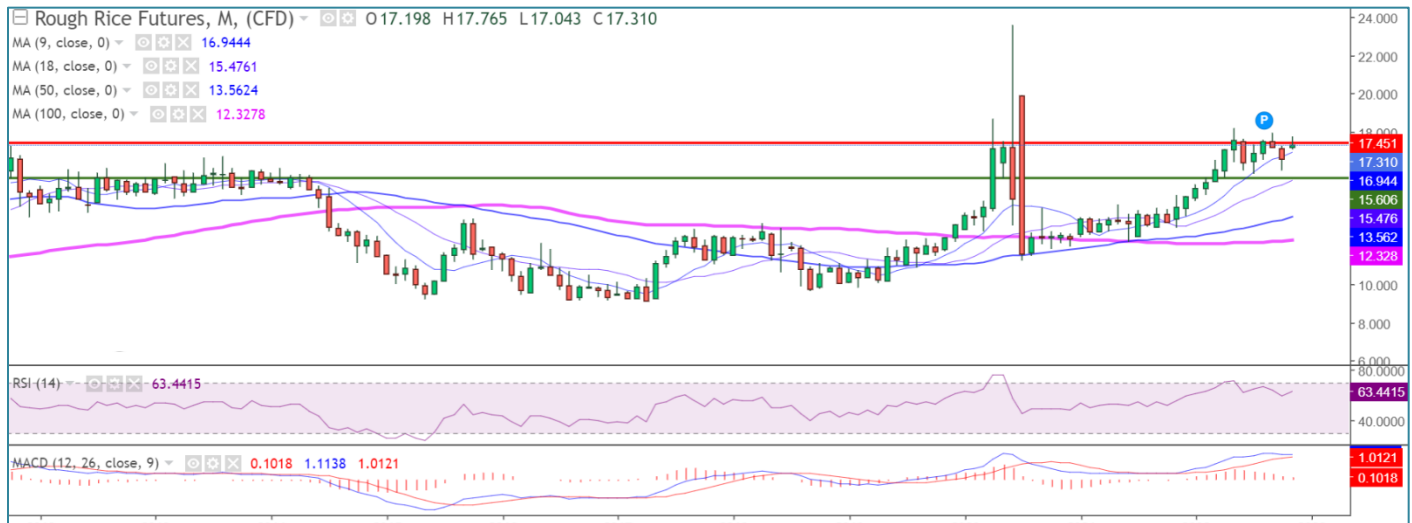 Rough Rice Futures, M, (CFD) O17.198 H17.765 L17.043 C17.310
MA (9, close, 0) 16.9444
MA (18, close, 0) 15.4761
MA (50, close, 0) 13.5624
MA (100, close, 0) 12.3278
24.000
22.000
20.000
P
18.000
17.451
17.310
16.944
15.606
15.476
13.562
12.328
10.000
8.000
6.000
RSI (14) 63.4415
80.0000
63.4415
40.0000
MACD (12, 26, close, 9) 0.1018 1.1138 1.0121
1.0121
0.1018